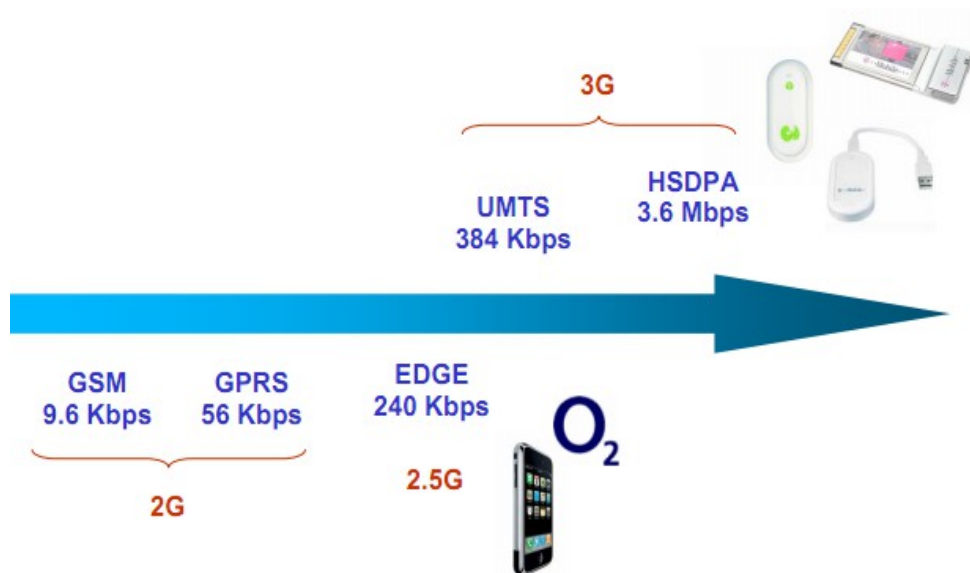 3G
UMTS
384 Kbps
HSDPA
3.6 Mbps
GSM
9.6 Kbps
GPRS
56 Kbps
2G
EDGE
240 Kbps
2.5G
O2